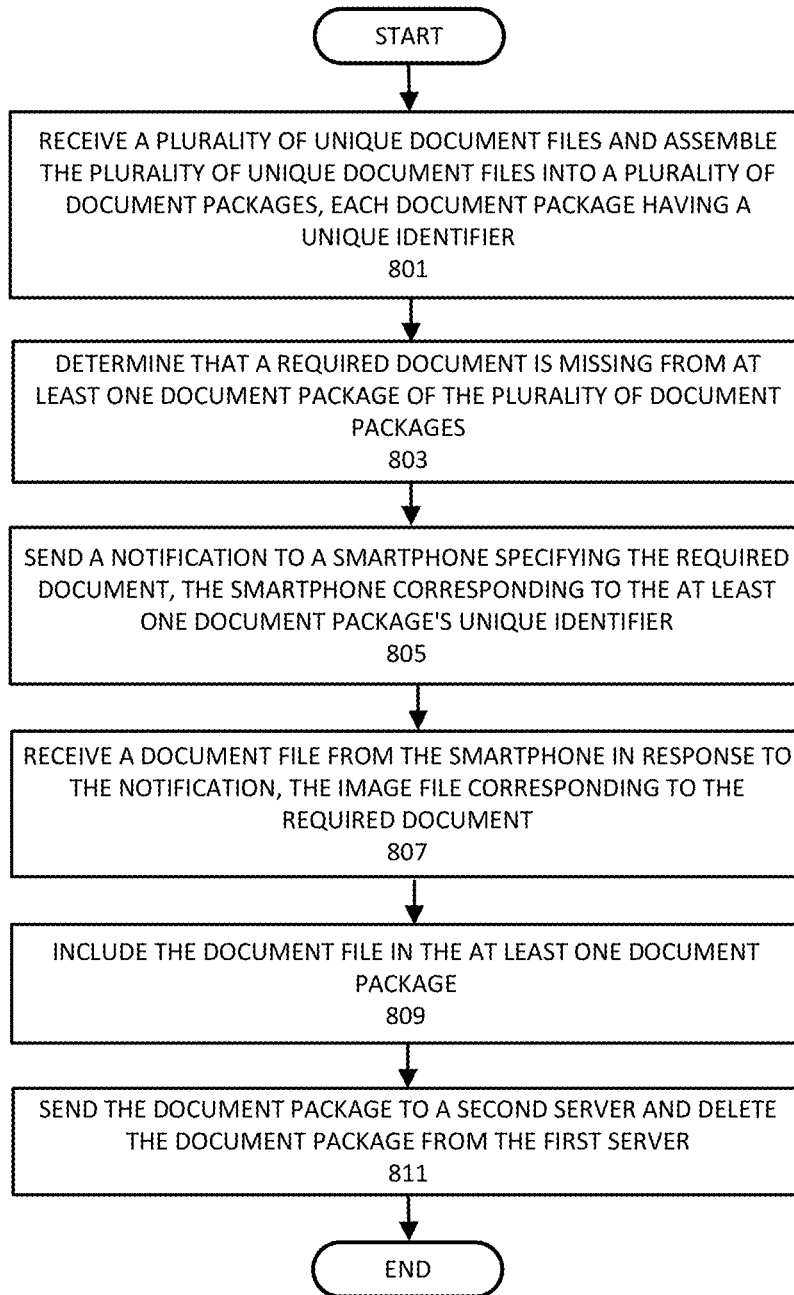 START
RECEIVE A PLURALITY OF UNIQUE DOCUMENT FILES AND ASSEMBLE
THE PLURALITY OF UNIQUE DOCUMENT FILES INTO A PLURALITY OF
DOCUMENT PACKAGES, EACH DOCUMENT PACKAGE HAVING A
UNIQUE IDENTIFIER
801
DETERMINE THAT A REQUIRED DOCUMENT IS MISSING FROM AT
LEAST ONE DOCUMENT PACKAGE OF THE PLURALITY OF DOCUMENT
PACKAGES
803
SEND A NOTIFICATION TO A SMARTPHONE SPECIFYING THE REQUIRED
DOCUMENT, THE SMARTPHONE CORRESPONDING TO THE AT LEAST
ONE DOCUMENT PACKAGE'S UNIQUE IDENTIFIER
805
RECEIVE A DOCUMENT FILE FROM THE SMARTPHONE IN RESPONSE TO
THE NOTIFICATION, THE IMAGE FILE CORRESPONDING TO THE
REQUIRED DOCUMENT
807
INCLUDE THE DOCUMENT FILE IN THE AT LEAST ONE DOCUMENT
PACKAGE
809
SEND THE DOCUMENT PACKAGE TO A SECOND SERVER AND DELETE
THE DOCUMENT PACKAGE FROM THE FIRST SERVER
811
END